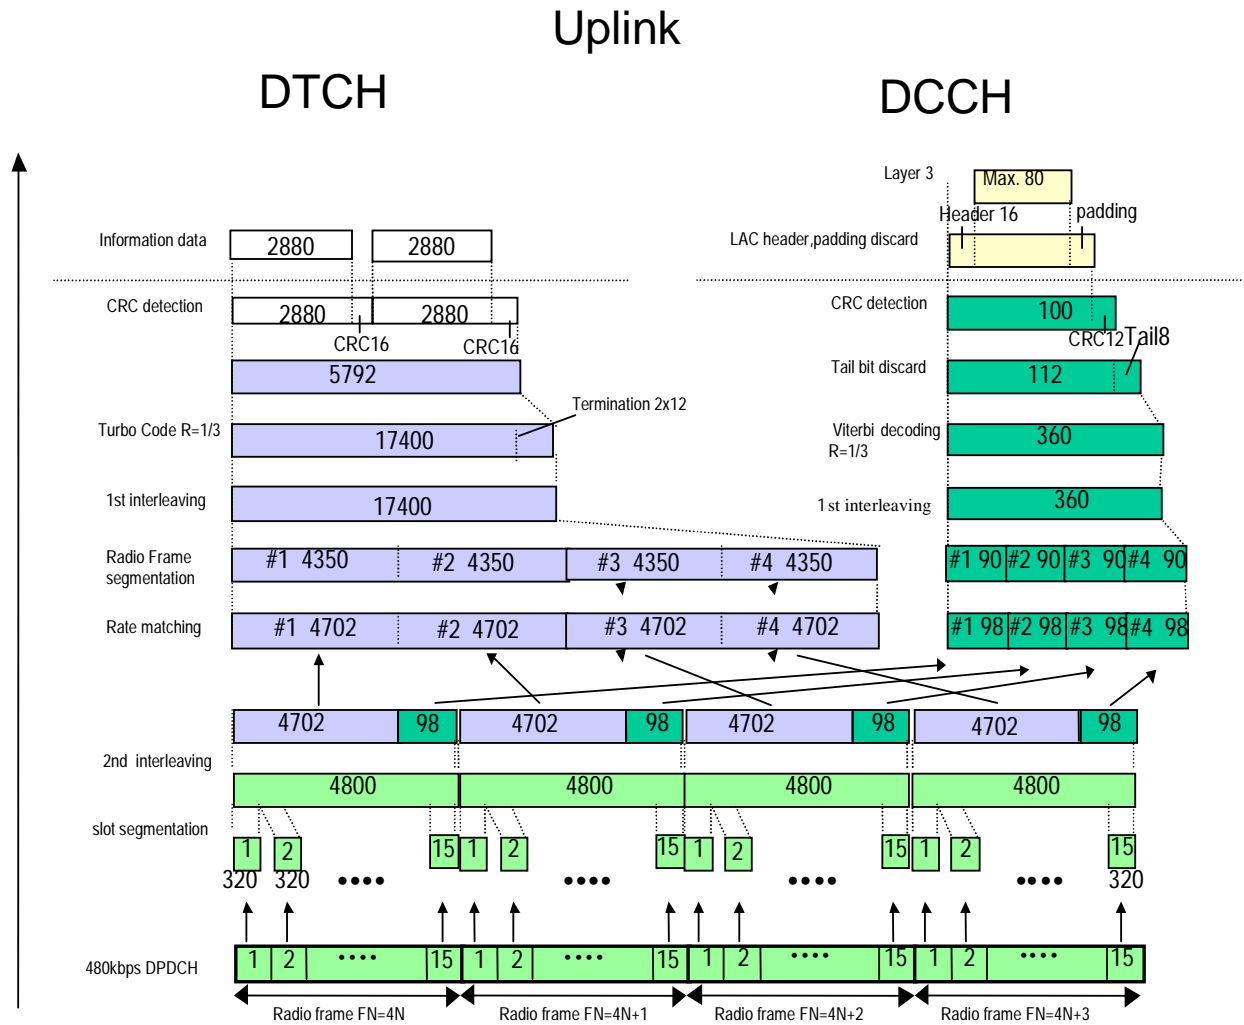 Uplink
DTCH
DCCH
Layer 3
Max. 80
Header 16
padding
Information data
2880
2880
LAC header,padding discard
CRC detection
2880
2880
CRC16
CRC16
CRC detection
100
CRC12
Tail8
5792
Tail bit discard
112
Termination 2x12
Turbo Code R=1/3
17400
Viterbi decoding
R=1/3
360
1st interleaving
17400
1st interleaving
360
Radio Frame
segmentation
#1 4350
#2 4350
#3 4350
#4 4350
#1 90
#2 90
#3 90
#4 90
Rate matching
#1 4702
#2 4702
#3 4702
#4 4702
#1 98
#2 98
#3 98
#4 98
4702
98
4702
98
4702
98
4702
98
2nd interleaving
4800
4800
4800
4800
slot segmentation
1
2
15
1
2
15
1
2
15
1
2
15
320
320
••••
••••
••••
••••
320
480kbps DPDCH
1
2
••••
15
1
2
••••
15
1
2
••••
15
1
2
••••
15
Radio frame FN=4N
Radio frame FN=4N+1
Radio frame FN=4N+2
Radio frame FN=4N+3